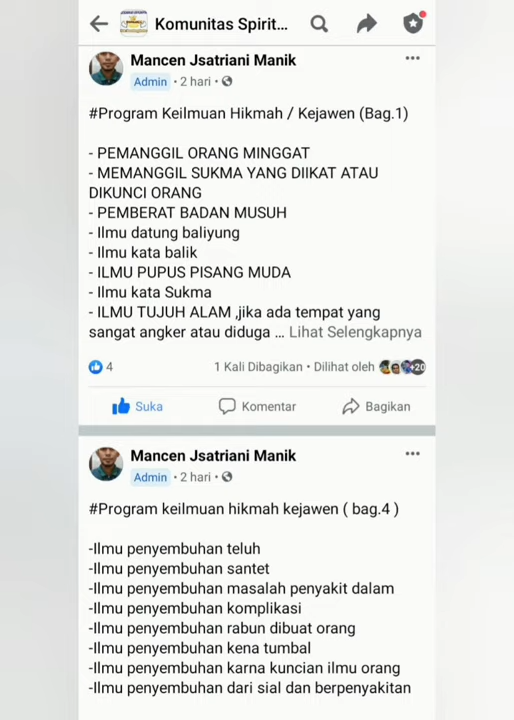 Komunitas Spirit...
Mancen Jsatriani Manik
Admin • 2 hari •
#Program Keilmuan Hikmah / Kejawen (Bag.1)
- PEMANGGIL ORANG MINGGAT
- MEMANGGIL SUKMA YANG DIIKAT ATAU
DIKUNCI ORANG
- PEMBERAT BADAN MUSUH
- Ilmu datung baliyung
- Ilmu kata balik
- ILMU PUPUS PISANG MUDA
- Ilmu kata Sukma
- ILMU TUJUH ALAM ,jika ada tempat yang
sangat angker atau diduga ... Lihat Selengkapnya
4 1 Kali Dibagikan • Dilihat oleh +20
Suka Komentar Bagikan
Mancen Jsatriani Manik
Admin • 2 hari •
#Program keilmuan hikmah kejawen ( bag.4 )
-Ilmu penyembuhan teluh
-Ilmu penyembuhan santet
-Ilmu penyembuhan masalah penyakit dalam
-Ilmu penyembuhan komplikasi
-Ilmu penyembuhan rabun dibuat orang
-Ilmu penyembuhan kena tumbal
-Ilmu penyembuhan karna kuncian ilmu orang
-Ilmu penyembuhan dari sial dan berpenyakitan